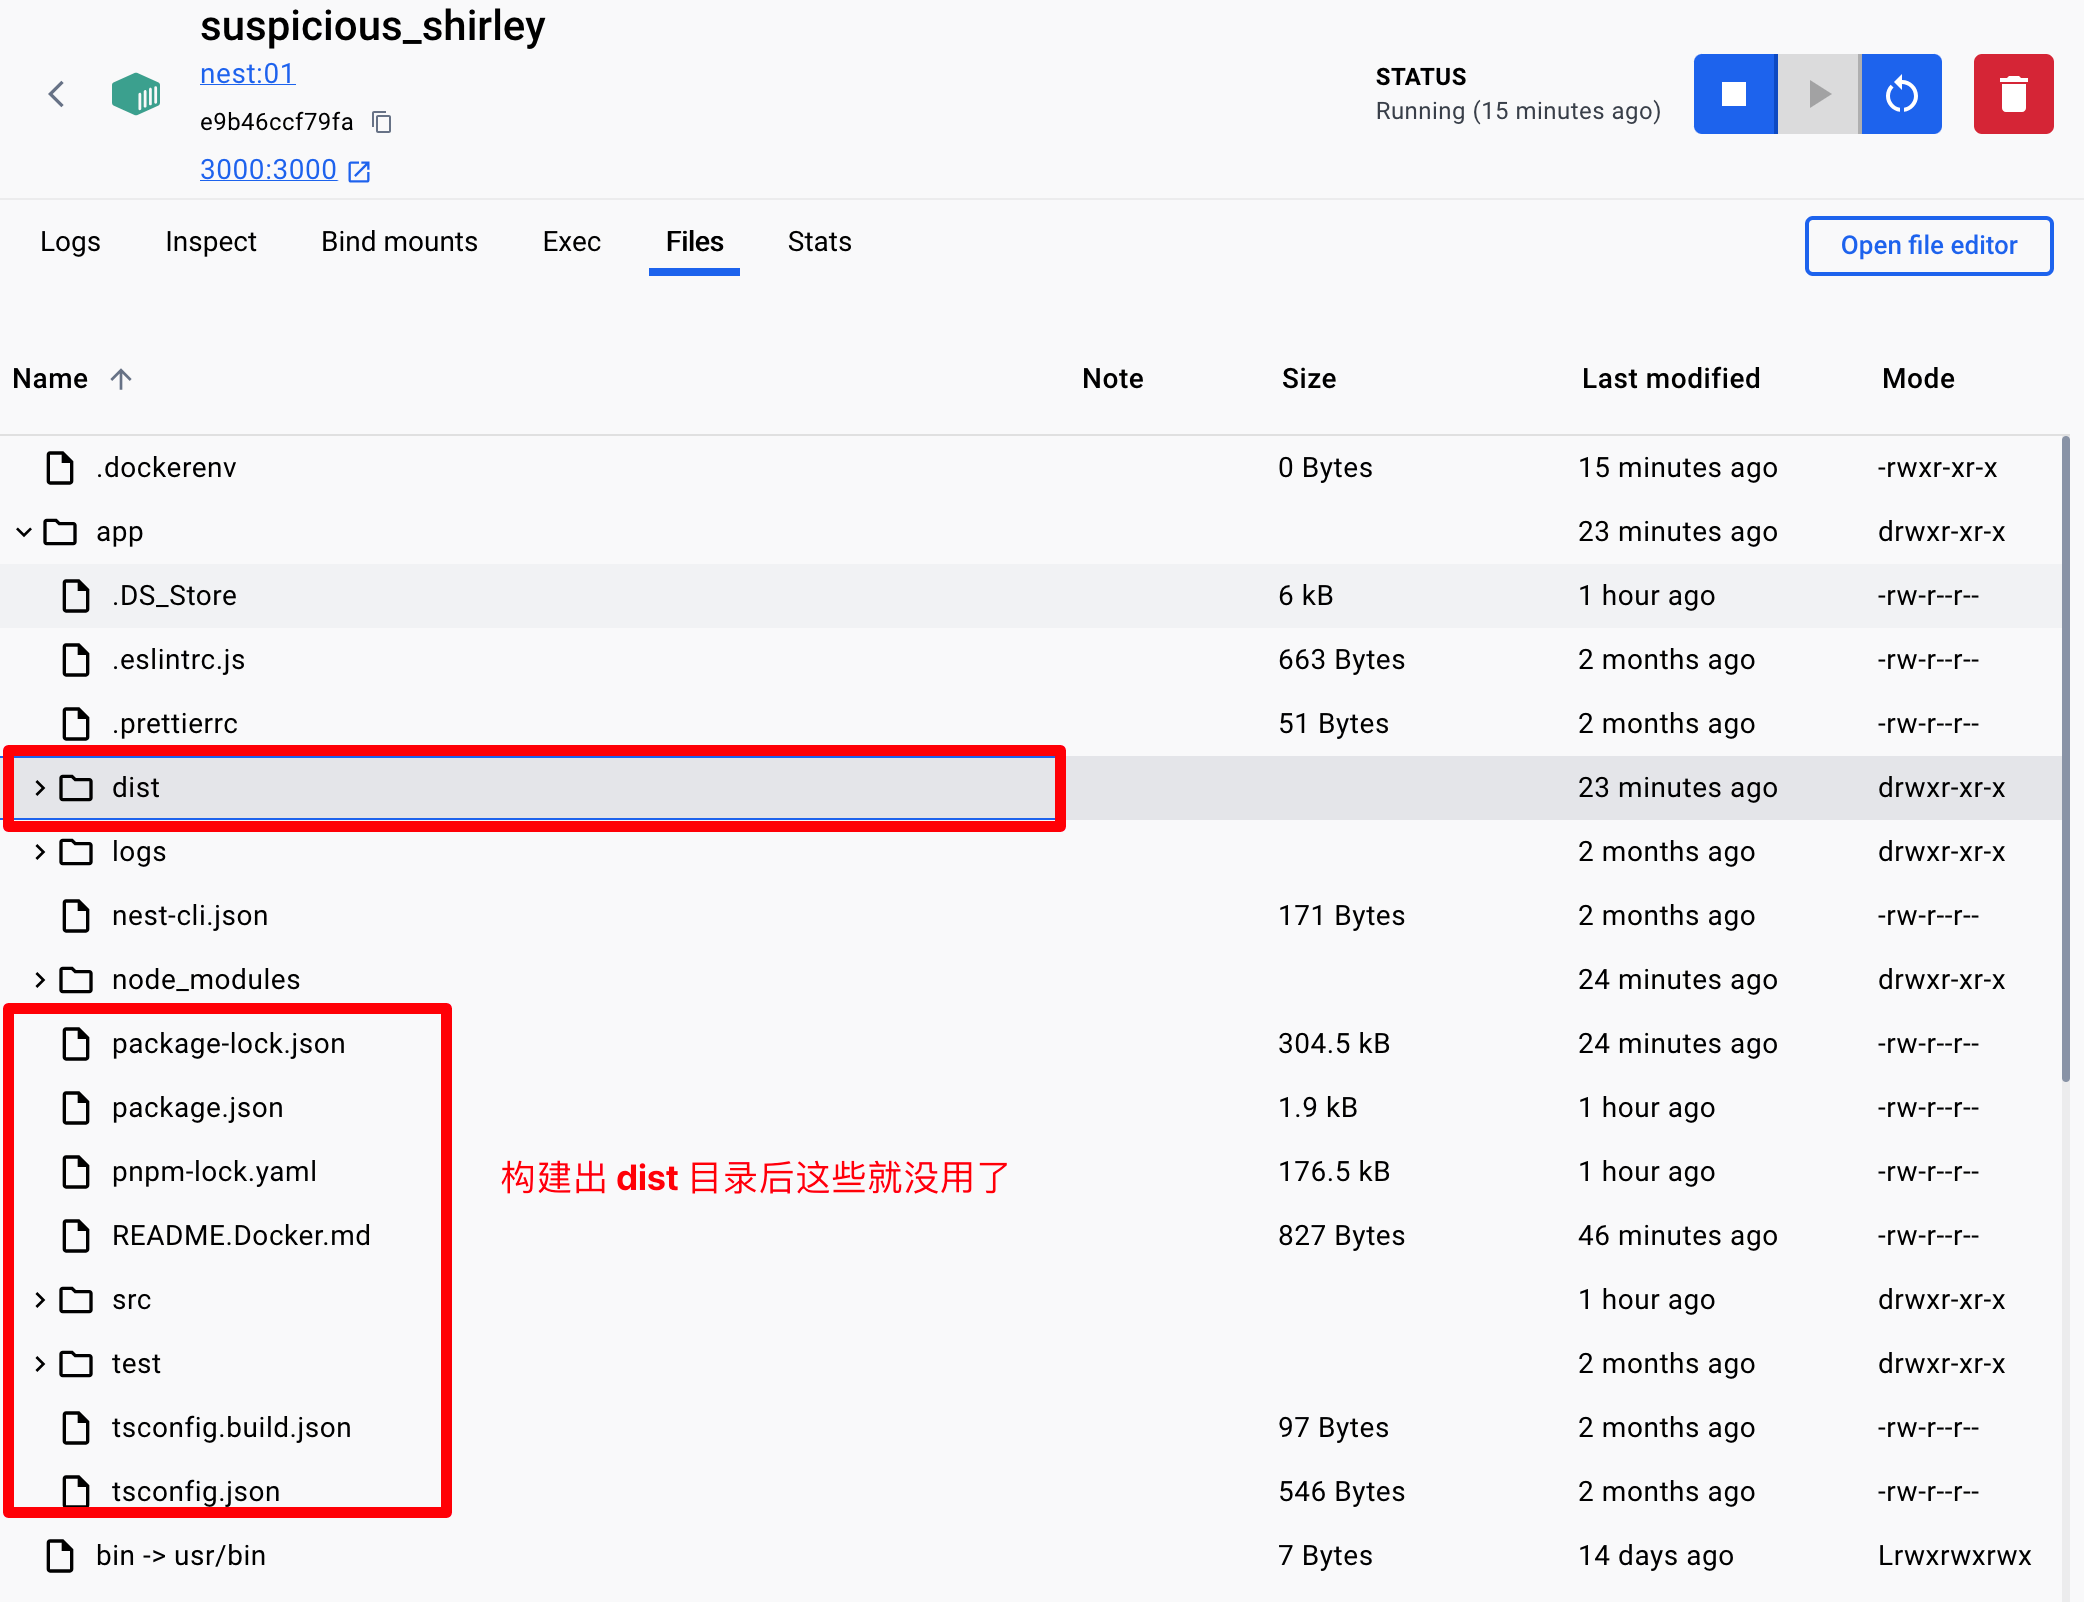 suspicious_shirley
nest:01
e9b46ccf79fa
3000:3000
STATUS
Running (15 minutes ago)
Logs Inspect Bind mounts Exec Files Stats Open file editor
Name Note Size Last modified Mode
.dockerenv 0 Bytes 15 minutes ago -rwxr-xr-x
app 23 minutes ago drwxr-xr-x
.DS_Store 6 kB 1 hour ago -rw-r--r--
.eslintrc.js 663 Bytes 2 months ago -rw-r--r--
.prettierrc 51 Bytes 2 months ago -rw-r--r--
dist 23 minutes ago drwxr-xr-x
logs 2 months ago drwxr-xr-x
nest-cli.json 171 Bytes 2 months ago -rw-r--r--
node_modules 24 minutes ago drwxr-xr-x
package-lock.json 304.5 kB 24 minutes ago -rw-r--r--
package.json 1.9 kB 1 hour ago -rw-r--r--
pnpm-lock.yaml 176.5 kB 1 hour ago -rw-r--r--
构建出 dist 目录后这些就没用了
README.Docker.md 827 Bytes 46 minutes ago -rw-r--r--
src 1 hour ago drwxr-xr-x
test 2 months ago drwxr-xr-x
tsconfig.build.json 97 Bytes 2 months ago -rw-r--r--
tsconfig.json 546 Bytes 2 months ago -rw-r--r--
bin -> usr/bin 7 Bytes 14 days ago Lrwxrwxrwx